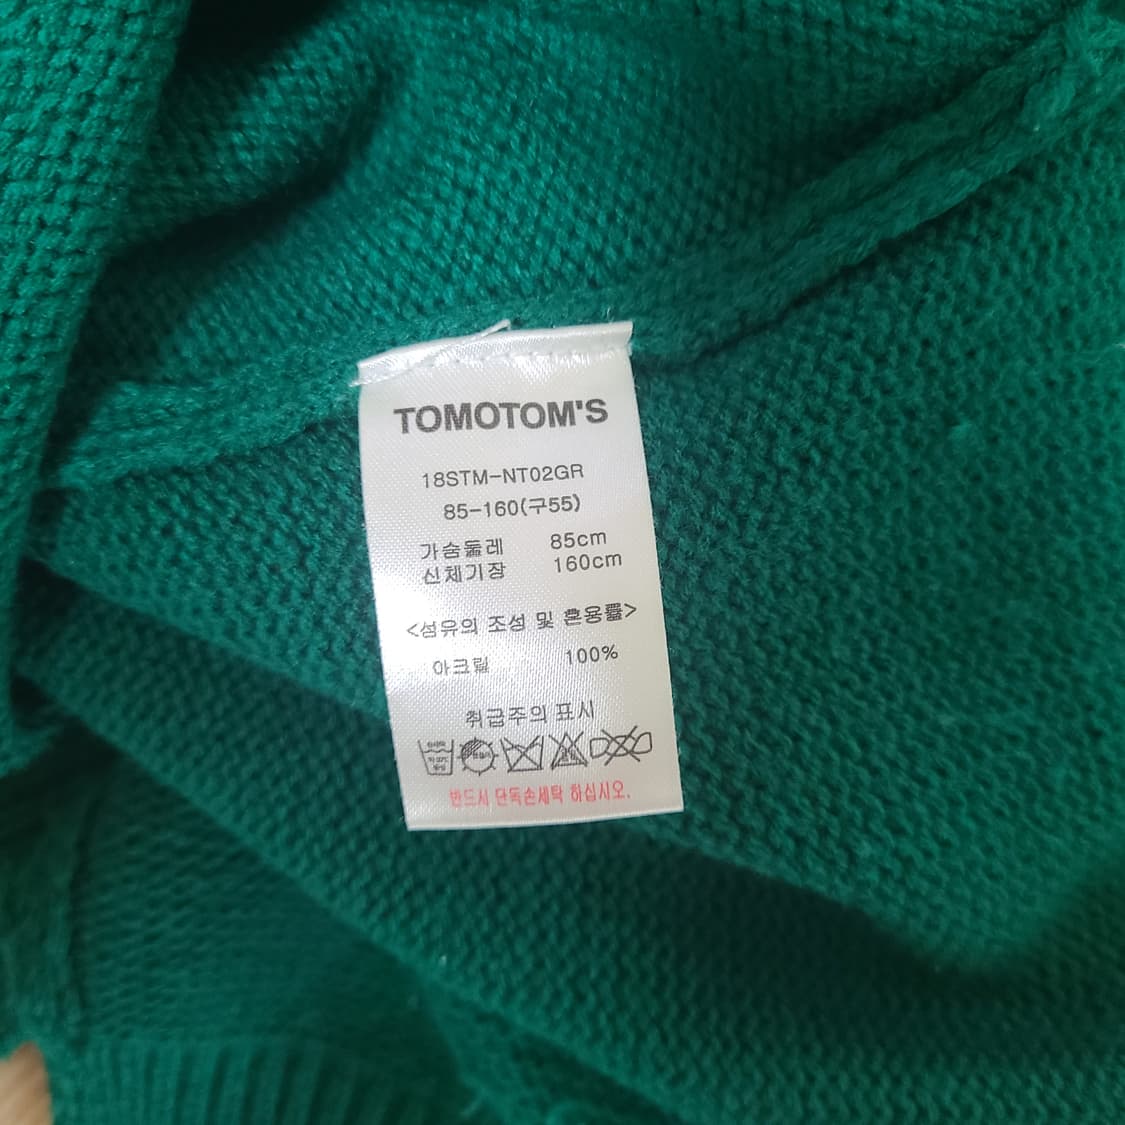 TOMOTOM'S
18STM-NT02GR
85-160(구55)
가슴둘레 85cm
신체기장 160cm
<섬유의 조성 및 혼용률>
아크릴 100%
취급주의 표시
반드시 단독손세탁 하십시오.